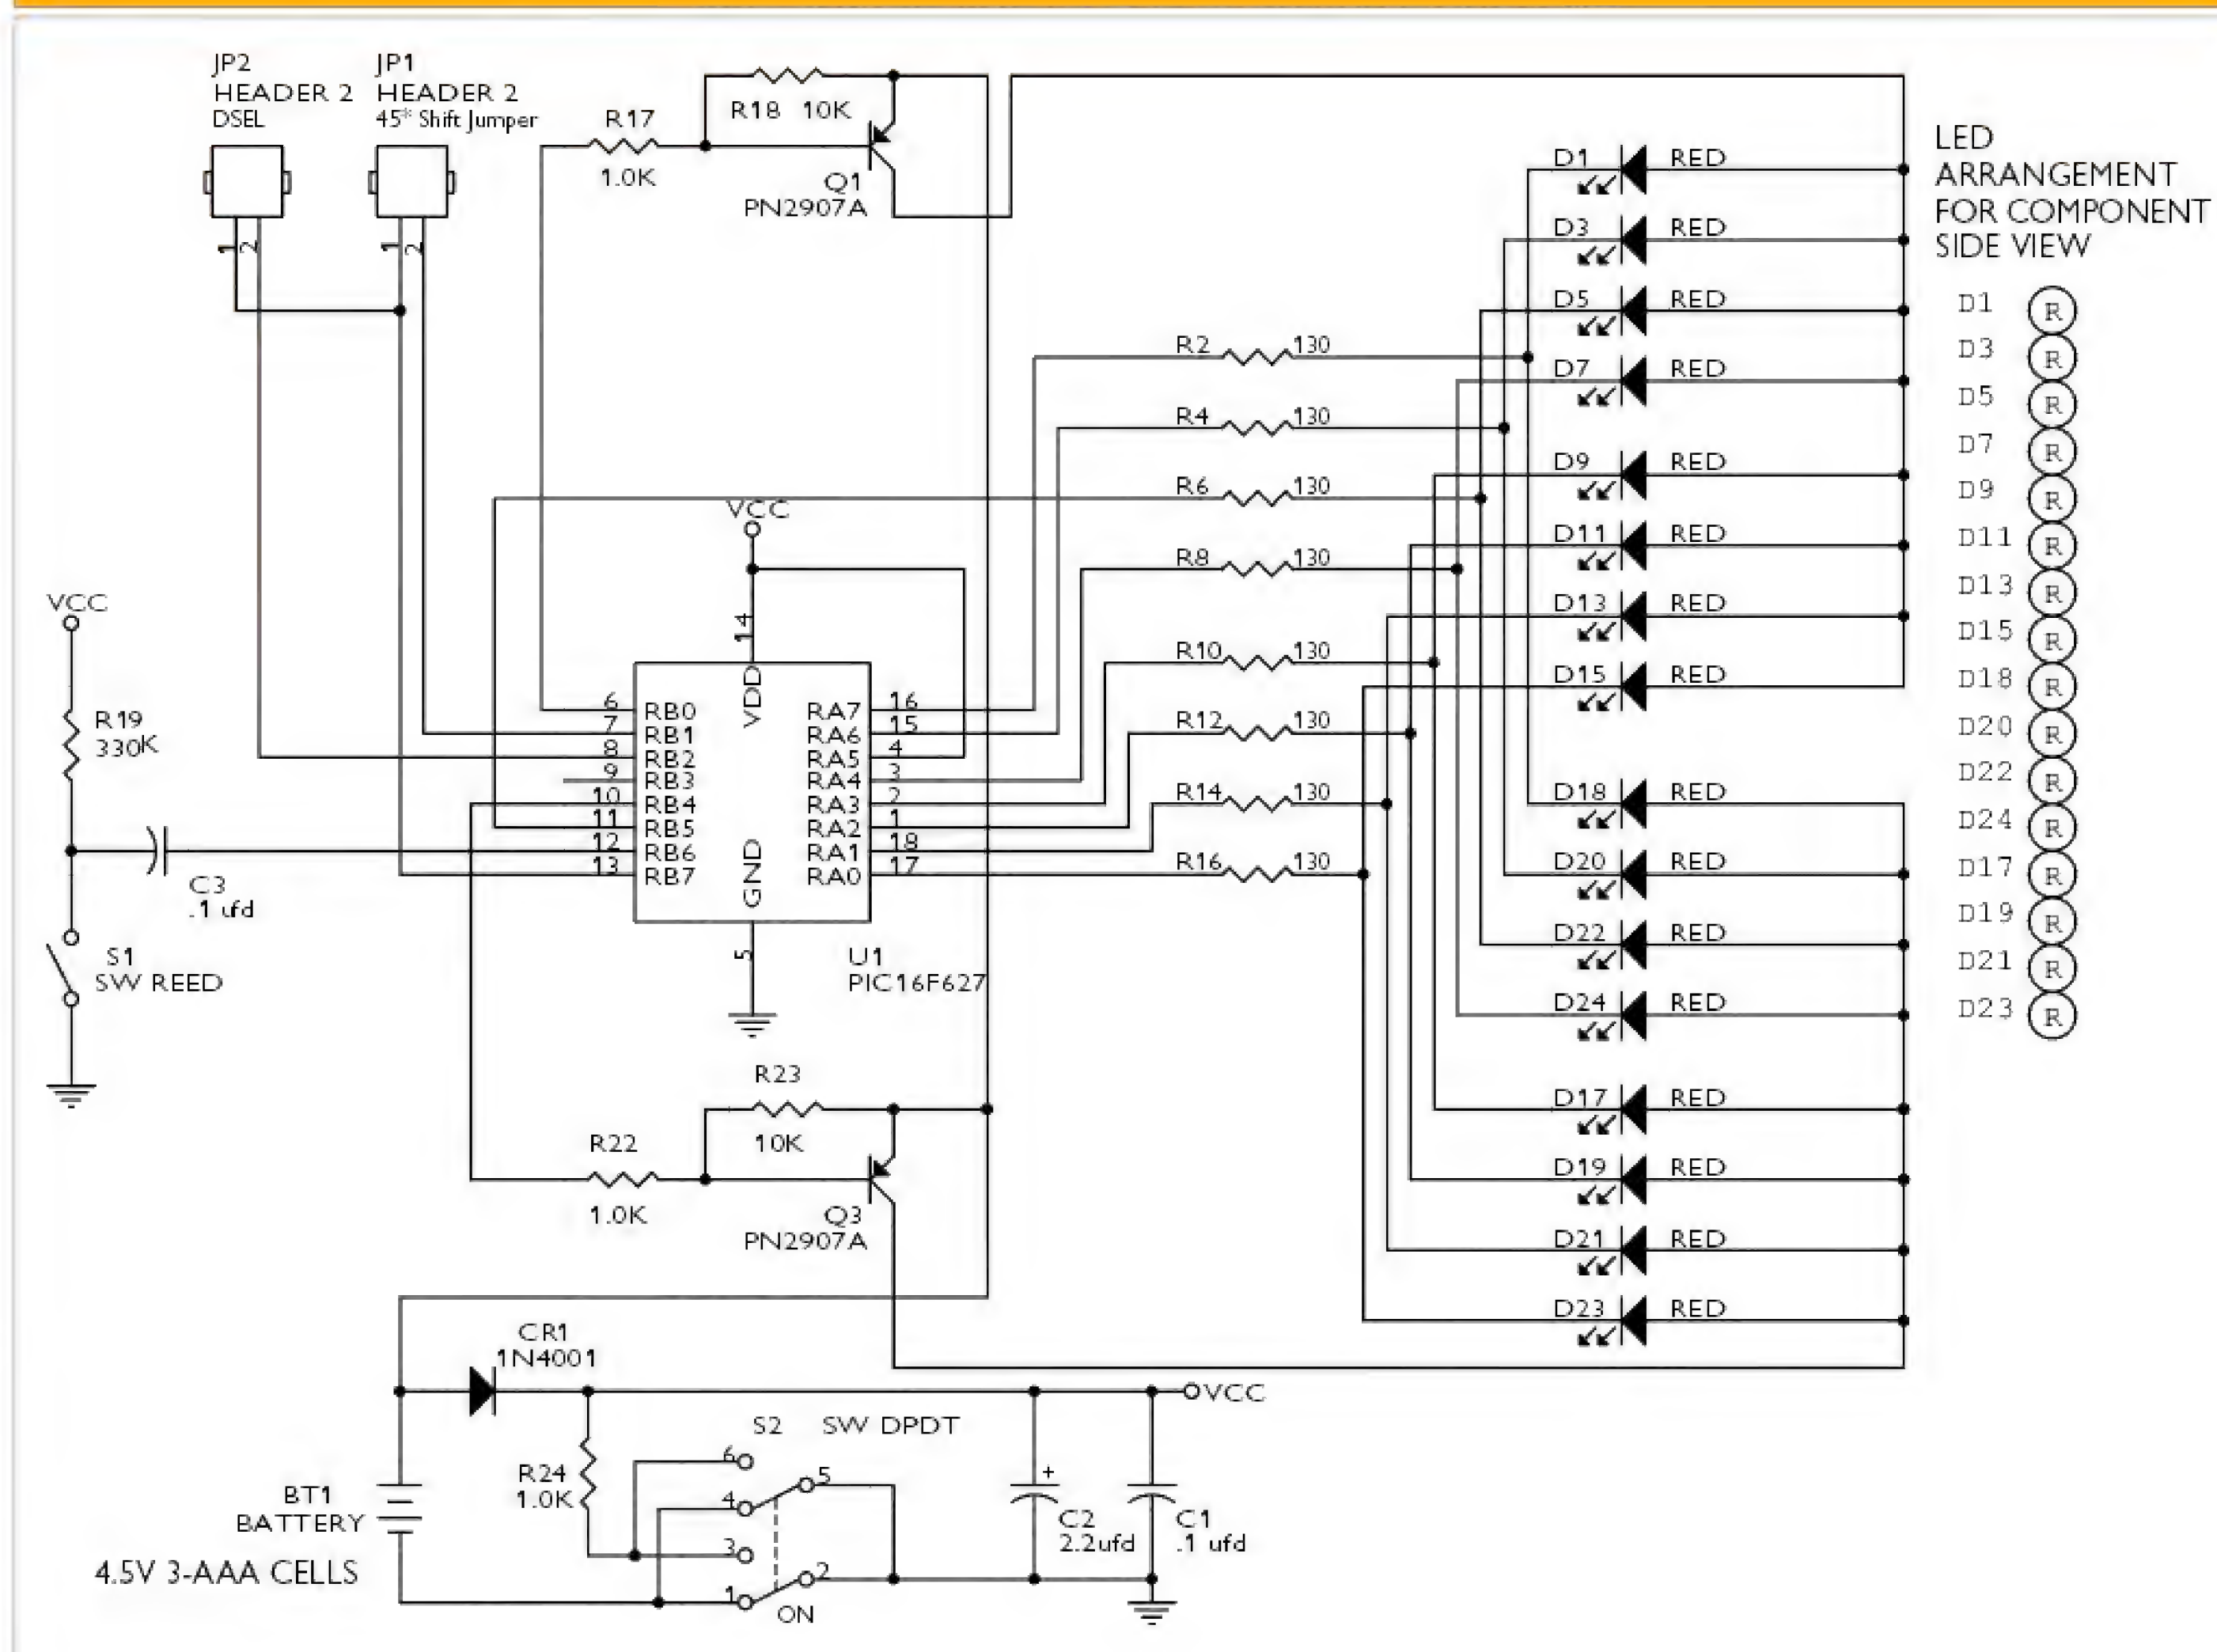 JP2
HEADER 2
DSEL
1
2
JP1
HEADER 2
45* Shift Jumper
1
2
R17
1.0K
R18 10K
Q1
PN2907A
LED
ARRANGEMENT
FOR COMPONENT
SIDE VIEW
D1 R
D3 R
D5 R
D7 R
D9 R
D11 R
D13 R
D15 R
D18 R
D20 R
D22 R
D24 R
D17 R
D19 R
D21 R
D23 R
D1 RED
D3 RED
D5 RED
D7 RED
D9 RED
D11 RED
D13 RED
D15 RED
D18 RED
D20 RED
D22 RED
D24 RED
D17 RED
D19 RED
D21 RED
D23 RED
R2 130
R4 130
R6 130
R8 130
R10 130
R12 130
R14 130
R16 130
VCC
14
VDD
6 RB0
7 RB1
8 RB2
9 RB3
10 RB4
11 RB5
12 RB6
13 RB7
RA7 16
RA6 15
RA5 4
RA4 3
RA3 2
RA2 1
RA1 18
RA0 17
GND
5
U1
PIC16F627
VCC
R19
330K
C3
.1 ufd
S1
SW REED
R23
10K
R22
1.0K
Q3
PN2907A
CR1
1N4001
VCC
S2 SW DPDT
6
5
4
3
2
1
ON
R24
1.0K
BT1
BATTERY
4.5V 3-AAA CELLS
+
C2
2.2ufd
C1
.1 ufd